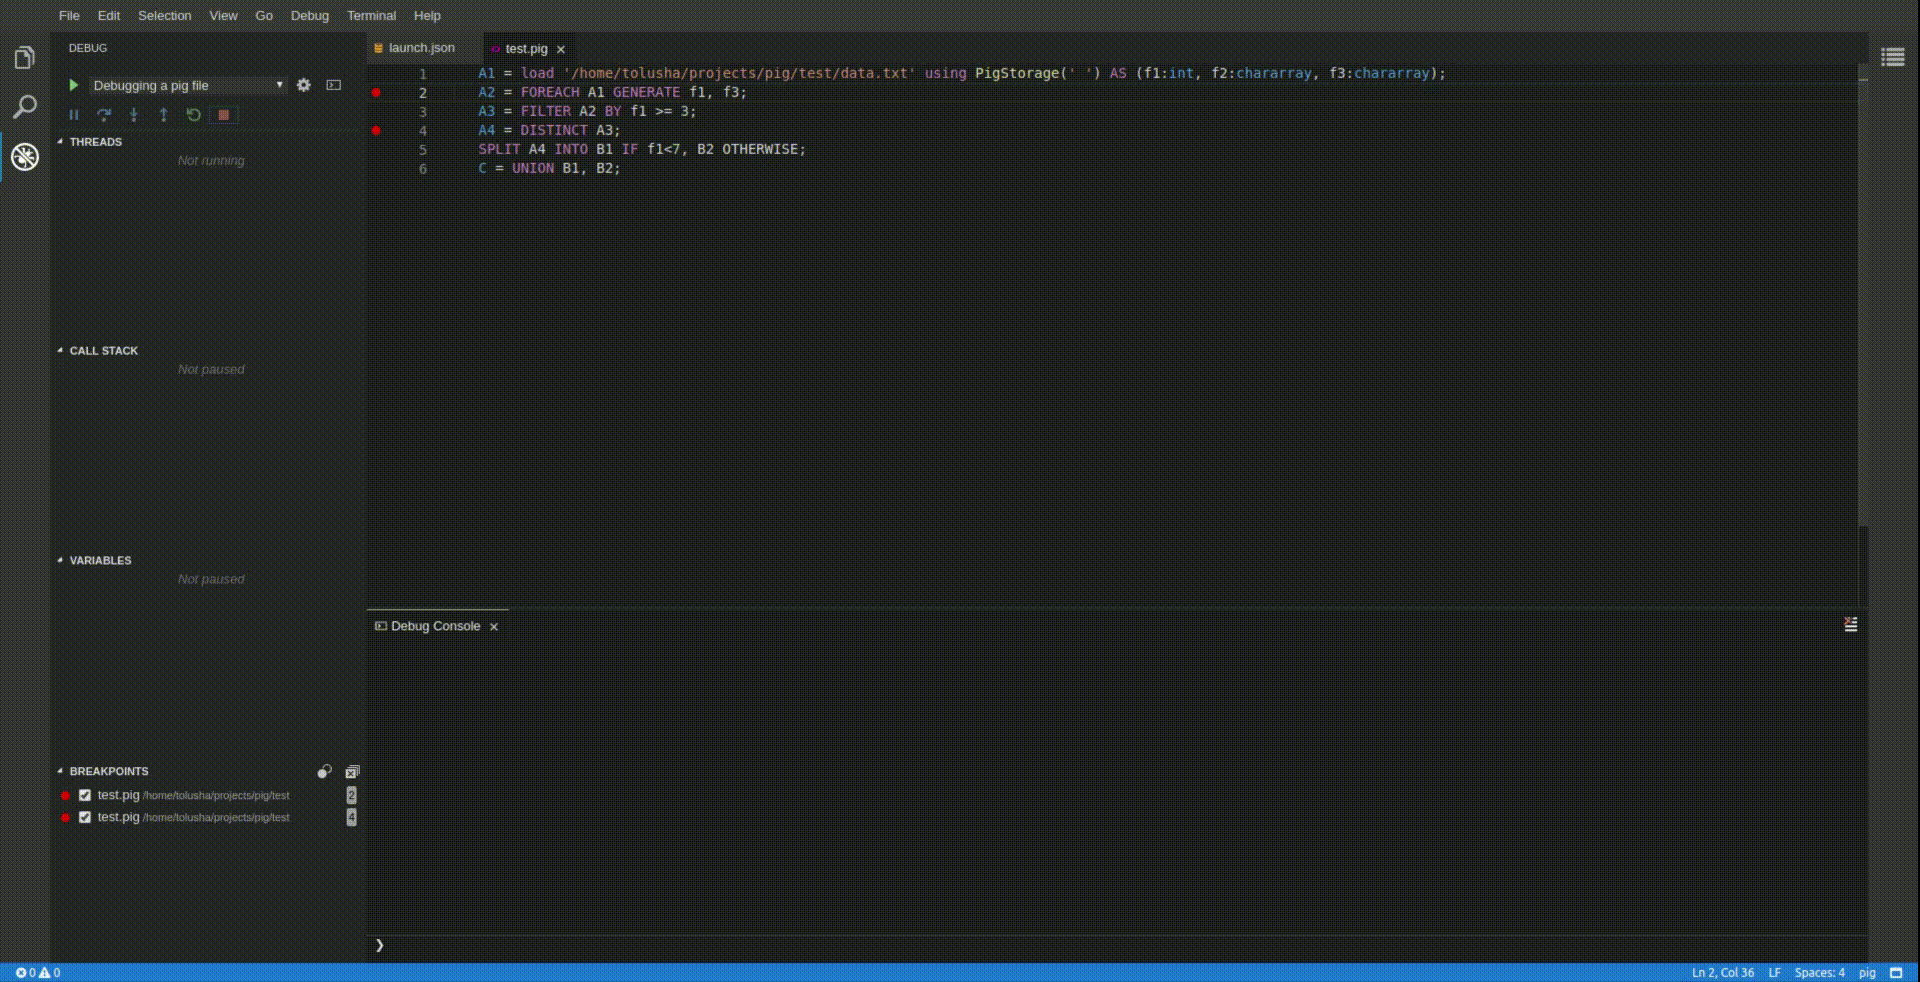 File Edit Selection View Go Debug Terminal Help
DEBUG
Debugging a pig file
THREADS
Not running
CALL STACK
Not paused
VARIABLES
Not paused
BREAKPOINTS
test.pig /home/tolusha/projects/pig/test 2
test.pig /home/tolusha/projects/pig/test 4
launch.json test.pig
1 A1 = load '/home/tolusha/projects/pig/test/data.txt' using PigStorage(' ') AS (f1:int, f2:chararray, f3:chararray);
2 A2 = FOREACH A1 GENERATE f1, f3;
3 A3 = FILTER A2 BY f1 >= 3;
4 A4 = DISTINCT A3;
5 SPLIT A4 INTO B1 IF f1<7, B2 OTHERWISE;
6 C = UNION B1, B2;
Debug Console
❯
0 0 Ln 2, Col 36 LF Spaces: 4 pig